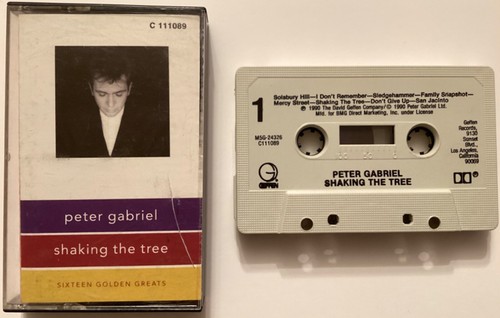 C 111089
peter gabriel
shaking the tree
SIXTEEN GOLDEN GREATS
1
Solsbury Hill—I Don't Remember—Sledgehammer—Family Snapshot—
Mercy Street—Shaking The Tree—Don't Give Up—San Jacinto
℗ 1990 The David Geffen Company/© 1990 Peter Gabriel Ltd.
Mfd. for BMG Direct Marketing, Inc. under License
M5G-24326
C111089
Geffen
Records,
9130
Sunset
Blvd.,
Los Angeles,
California
90069
GEFFEN
PETER GABRIEL
SHAKING THE TREE